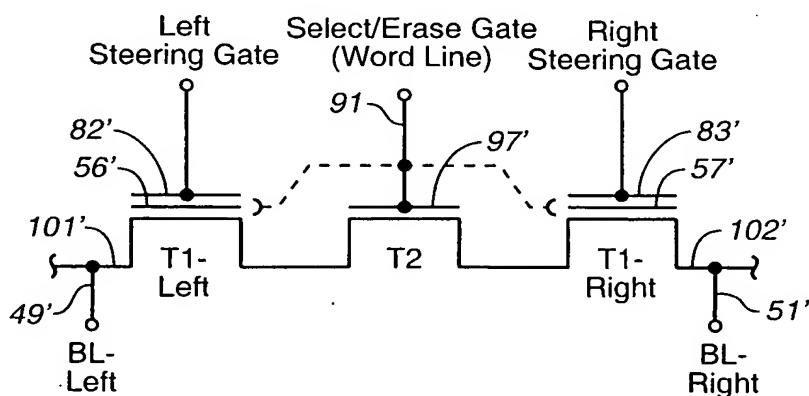 Left
Steering Gate
Select/Erase Gate
(Word Line)
Right
Steering Gate
91
82'
56'
97'
83'
57'
101'
T1-
Left
T2
T1-
Right
102'
49'
BL-
Left
51'
BL-
Right